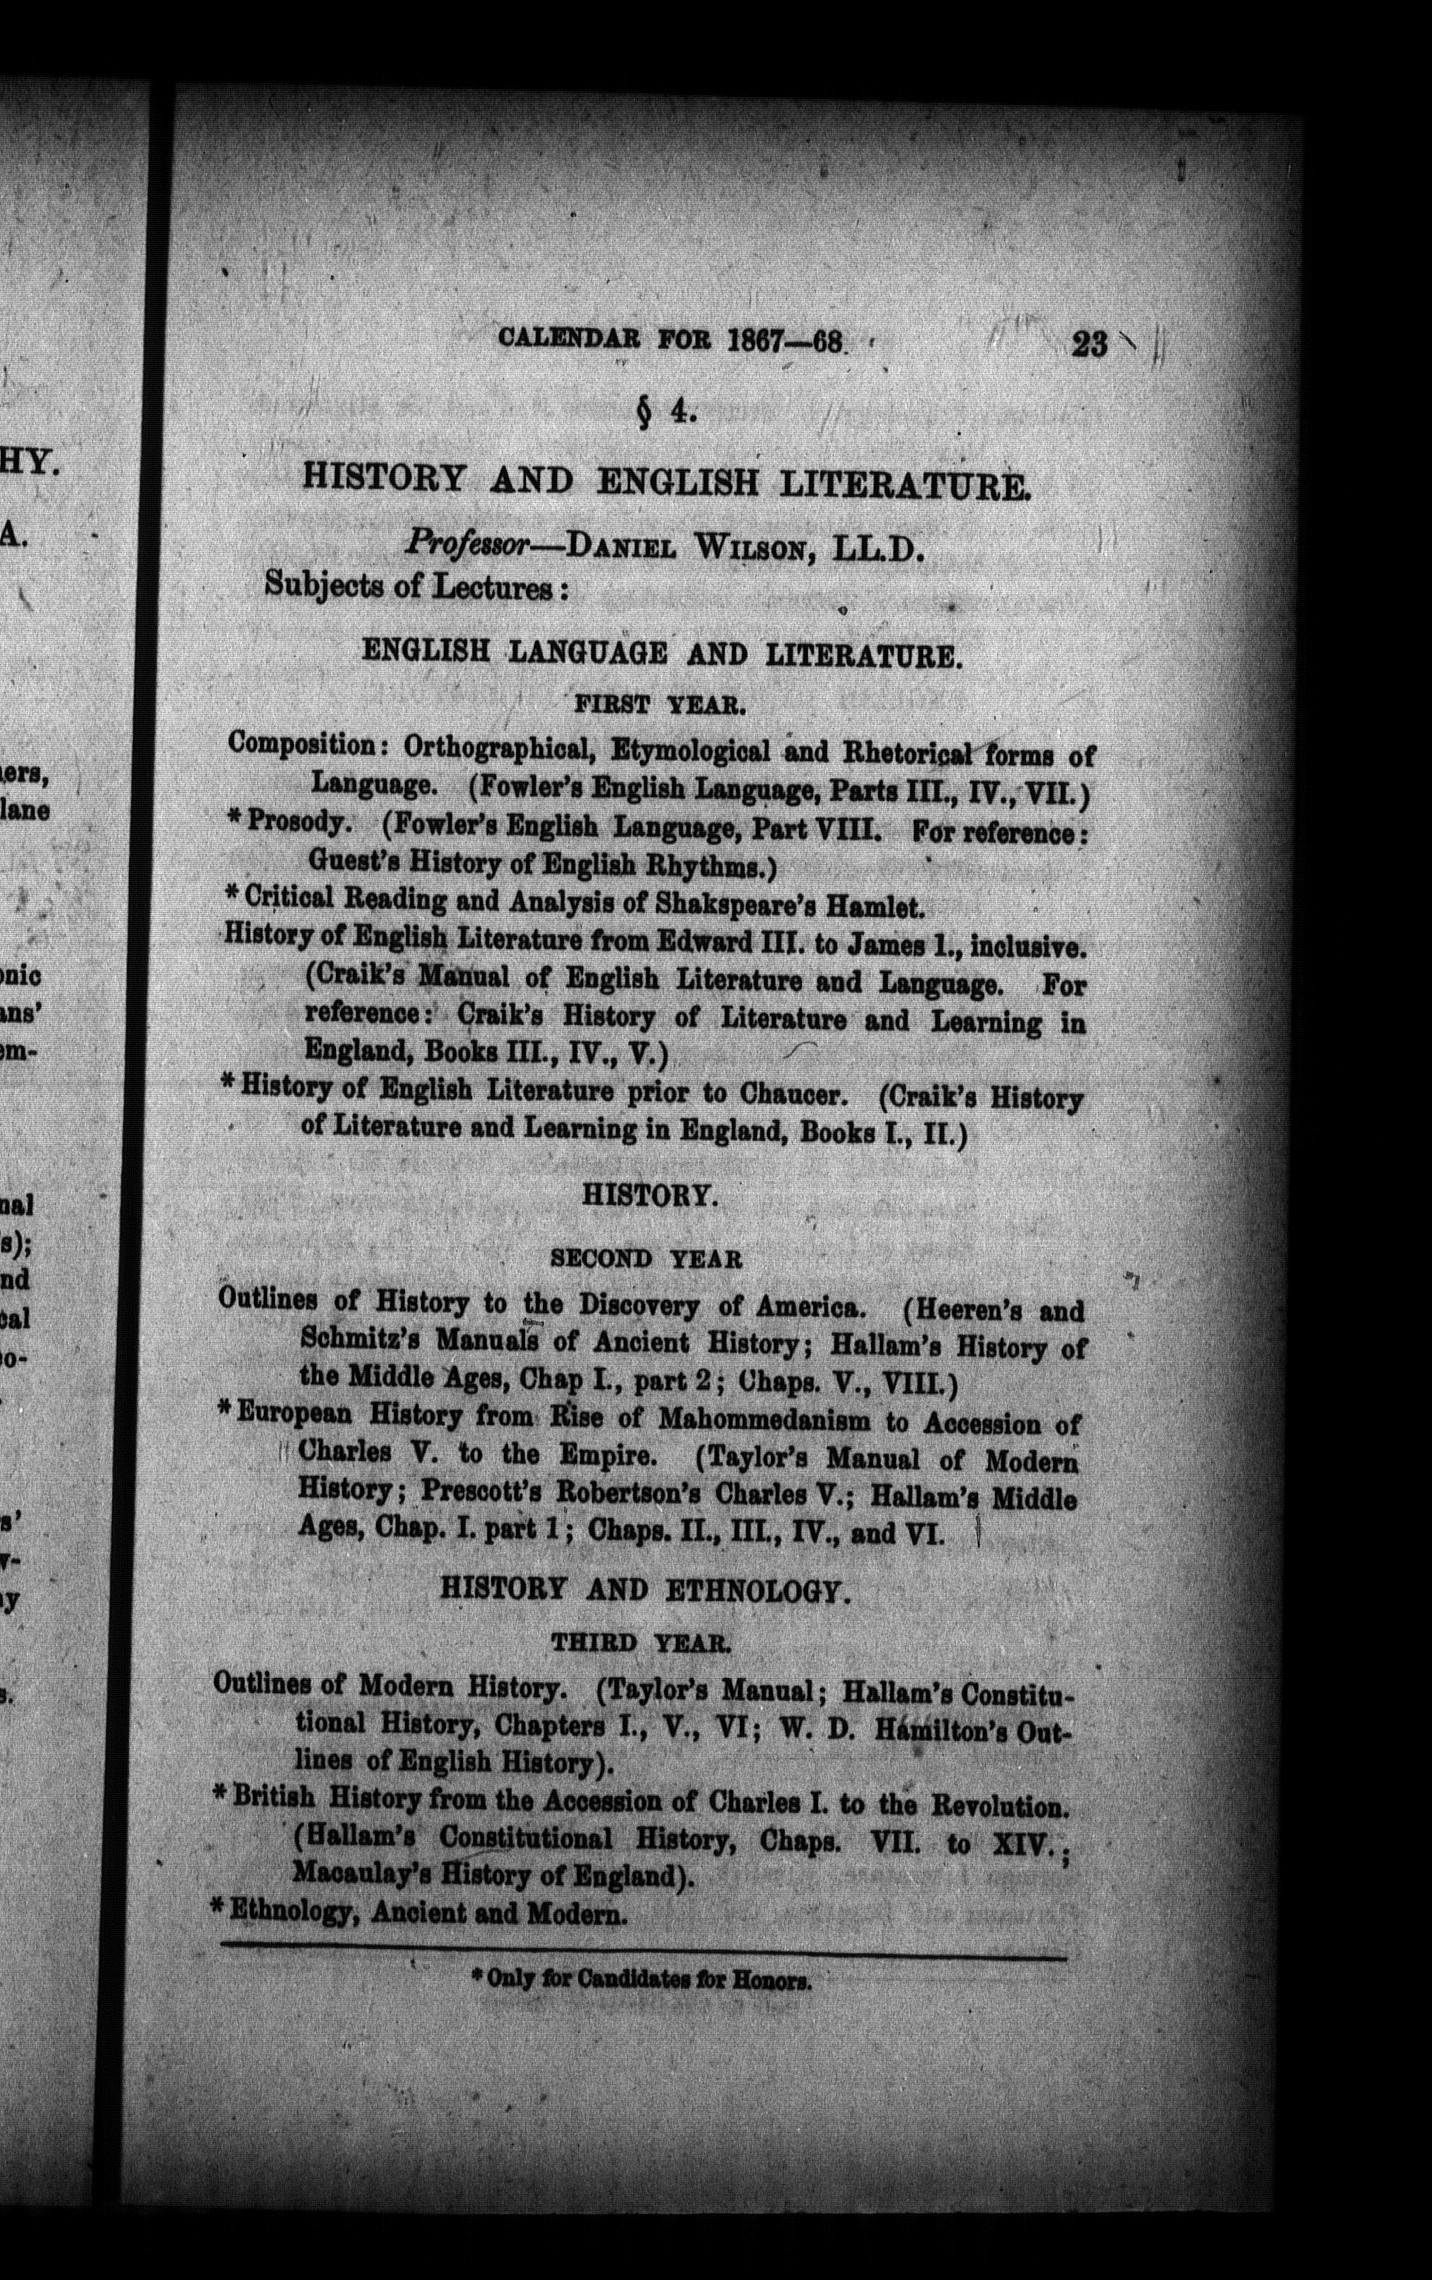 HY.
A.
ers,
lane
onic
ans'
em-
nal
s);
nd
cal
o-
s'
v-
y
s.
CALENDAR FOR 1867—68. 23
§ 4.
HISTORY AND ENGLISH LITERATURE.
Professor—DANIEL WILSON, LL.D.
Subjects of Lectures:
ENGLISH LANGUAGE AND LITERATURE.
FIRST YEAR.
Composition: Orthographical, Etymological and Rhetorical forms of
Language. (Fowler's English Language, Parts III., IV., VII.)
*Prosody. (Fowler's English Language, Part VIII. For reference:
Guest's History of English Rhythms.)
*Critical Reading and Analysis of Shakspeare's Hamlet.
History of English Literature from Edward III. to James 1., inclusive.
(Craik's Manual of English Literature and Language. For
reference: Craik's History of Literature and Learning in
England, Books III., IV., V.)
*History of English Literature prior to Chaucer. (Craik's History
of Literature and Learning in England, Books I., II.)
HISTORY.
SECOND YEAR
Outlines of History to the Discovery of America. (Heeren's and
Schmitz's Manuals of Ancient History; Hallam's History of
the Middle Ages, Chap I., part 2; Chaps. V., VIII.)
*European History from Rise of Mahommedanism to Accession of
Charles V. to the Empire. (Taylor's Manual of Modern
History; Prescott's Robertson's Charles V.; Hallam's Middle
Ages, Chap. I. part 1; Chaps. II., III., IV., and VI.
HISTORY AND ETHNOLOGY.
THIRD YEAR.
Outlines of Modern History. (Taylor's Manual; Hallam's Constitu-
tional History, Chapters I., V., VI; W. D. Hamilton's Out-
lines of English History).
*British History from the Accession of Charles I. to the Revolution.
(Hallam's Constitutional History, Chaps. VII. to XIV.;
Macaulay's History of England).
*Ethnology, Ancient and Modern.
*Only for Candidates for Honors.